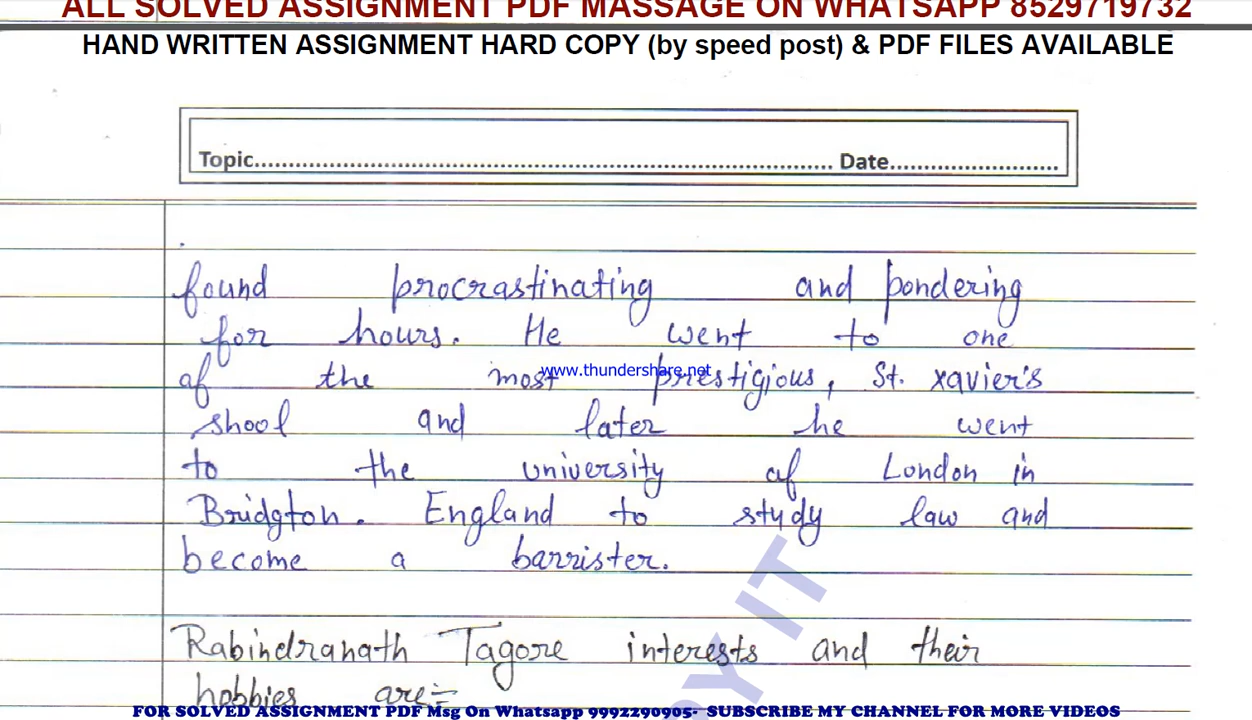 ALL SOLVED ASSIGNMENT PDF MASSAGE ON WHATSAPP 8529719732
HAND WRITTEN ASSIGNMENT HARD COPY (by speed post) & PDF FILES AVAILABLE
Topic.......................................................................................... Date..........................
found procrastinating and pondering
for hours. He went to one
of the most prestigious, St. xavier's
www.thundershare.net
shool and later he went
to the university of London in
Bridgton. England to study law and
become a barrister.
Rabindranath Tagore interests and their
hobbies are:-
PY IT
FOR SOLVED ASSIGNMENT PDF Msg On Whatsapp 9992290905- SUBSCRIBE MY CHANNEL FOR MORE VIDEOS